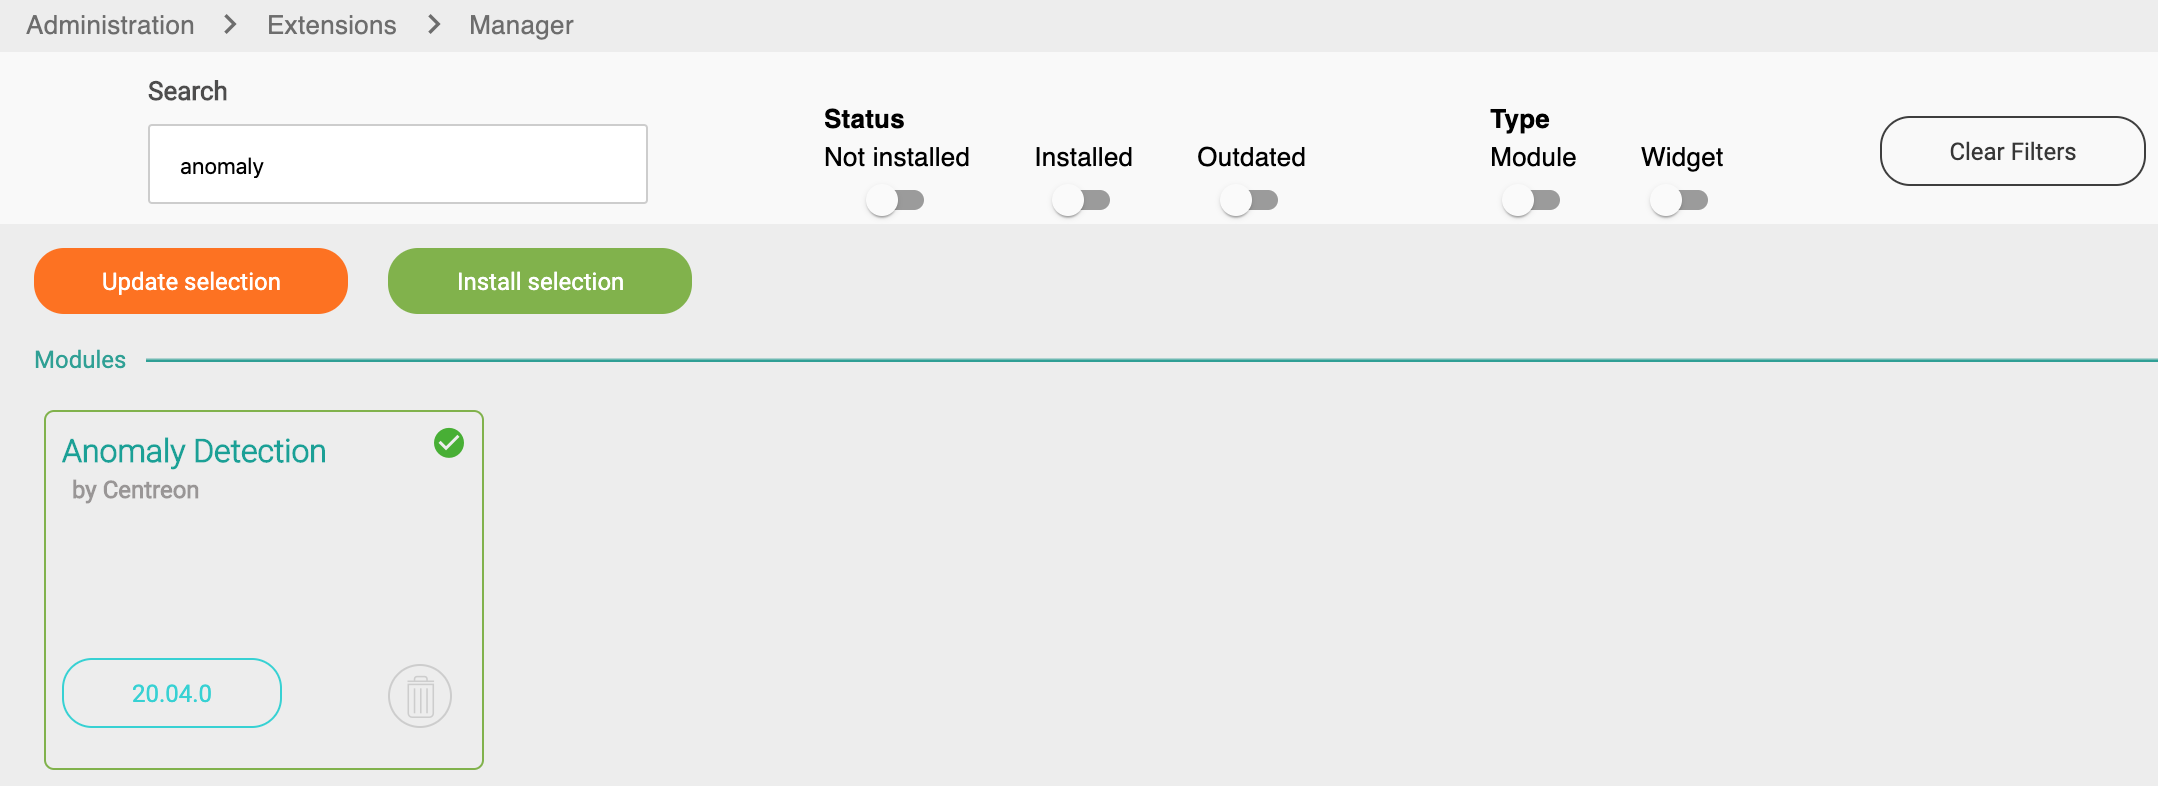 Administration > Extensions > Manager
Search
anomaly
Status
Not installed Installed Outdated
Type
Module Widget
Clear Filters
Update selection Install selection
Modules
Anomaly Detection
by Centreon
20.04.0